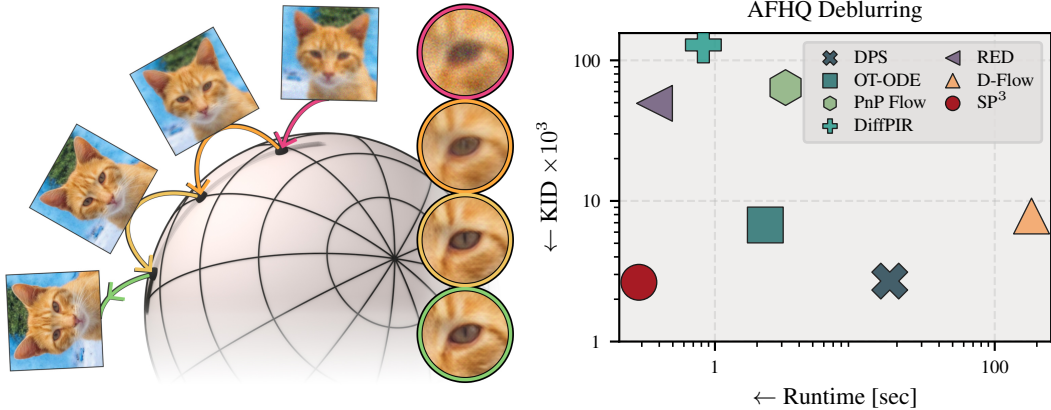 AFHQ Deblurring
← KID ×10³
100
10
1
DPS
OT-ODE
PnP Flow
DiffPIR
RED
D-Flow
SP³
1
100
← Runtime [sec]